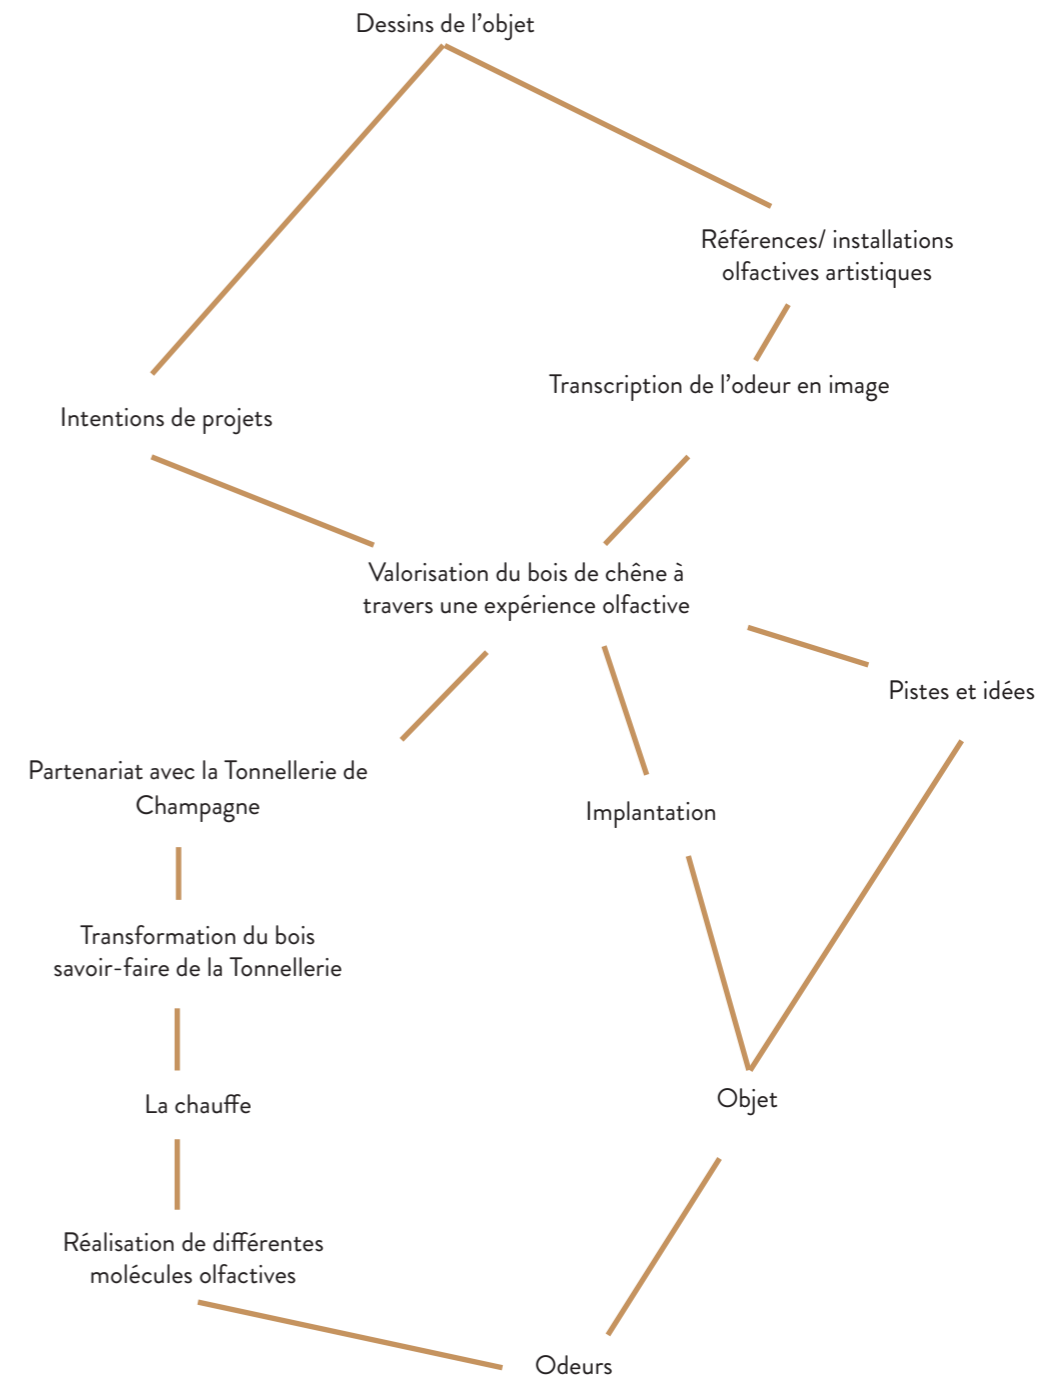 Dessins de l’objet
Références/ installations
olfactives artistiques
Transcription de l’odeur en image
Intentions de projets
Valorisation du bois de chêne à
travers une expérience olfactive
Pistes et idées
Partenariat avec la Tonnellerie de
Champagne
Implantation
Transformation du bois
savoir-faire de la Tonnellerie
La chauffe
Objet
Réalisation de différentes
molécules olfactives
Odeurs